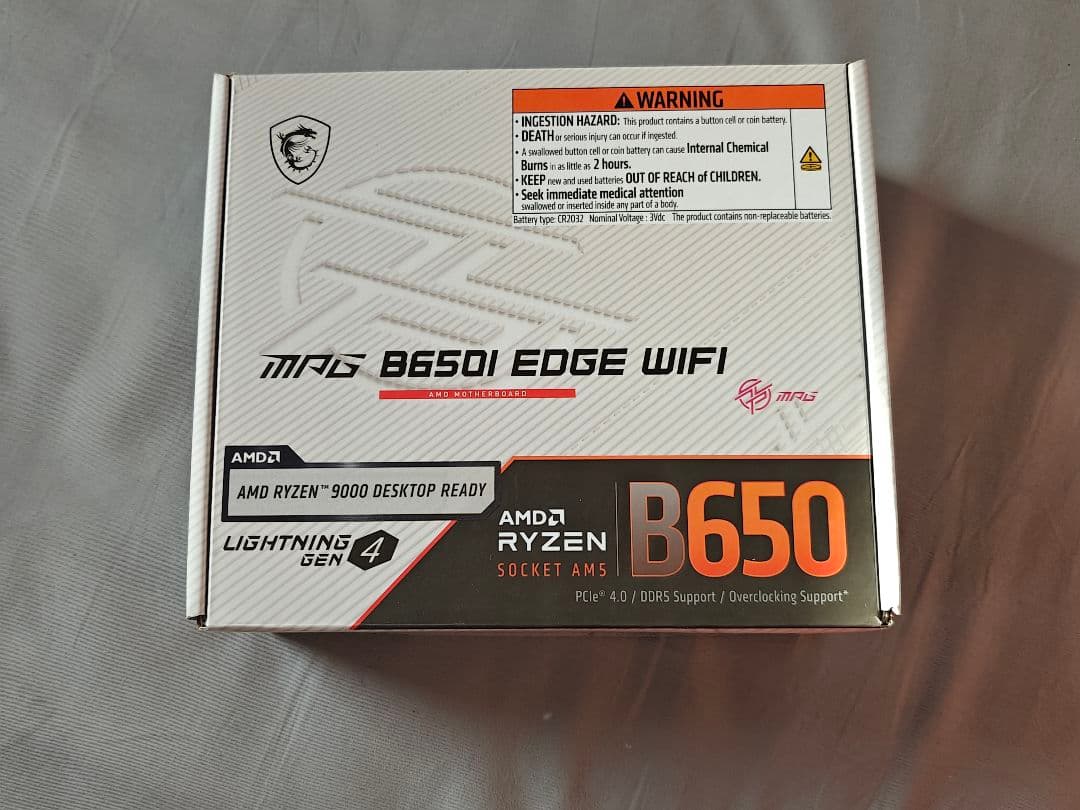 WARNING
• INGESTION HAZARD: This product contains a button cell or coin battery.
• DEATH or serious injury can occur if ingested.
• A swallowed button cell or coin battery can cause Internal Chemical
Burns in as little as 2 hours.
• KEEP new and used batteries OUT OF REACH of CHILDREN.
• Seek immediate medical attention
swallowed or inserted inside any part of a body.
Battery type: CR2032 Nominal Voltage : 3Vdc The product contains non-replaceable batteries.
MPG B650I EDGE WIFI
AMD MOTHERBOARD
MPG
AMD
AMD RYZEN™ 9000 DESKTOP READY
LIGHTNING
GEN 4
AMD
RYZEN
SOCKET AM5
B650
PCIe® 4.0 / DDR5 Support / Overclocking Support*